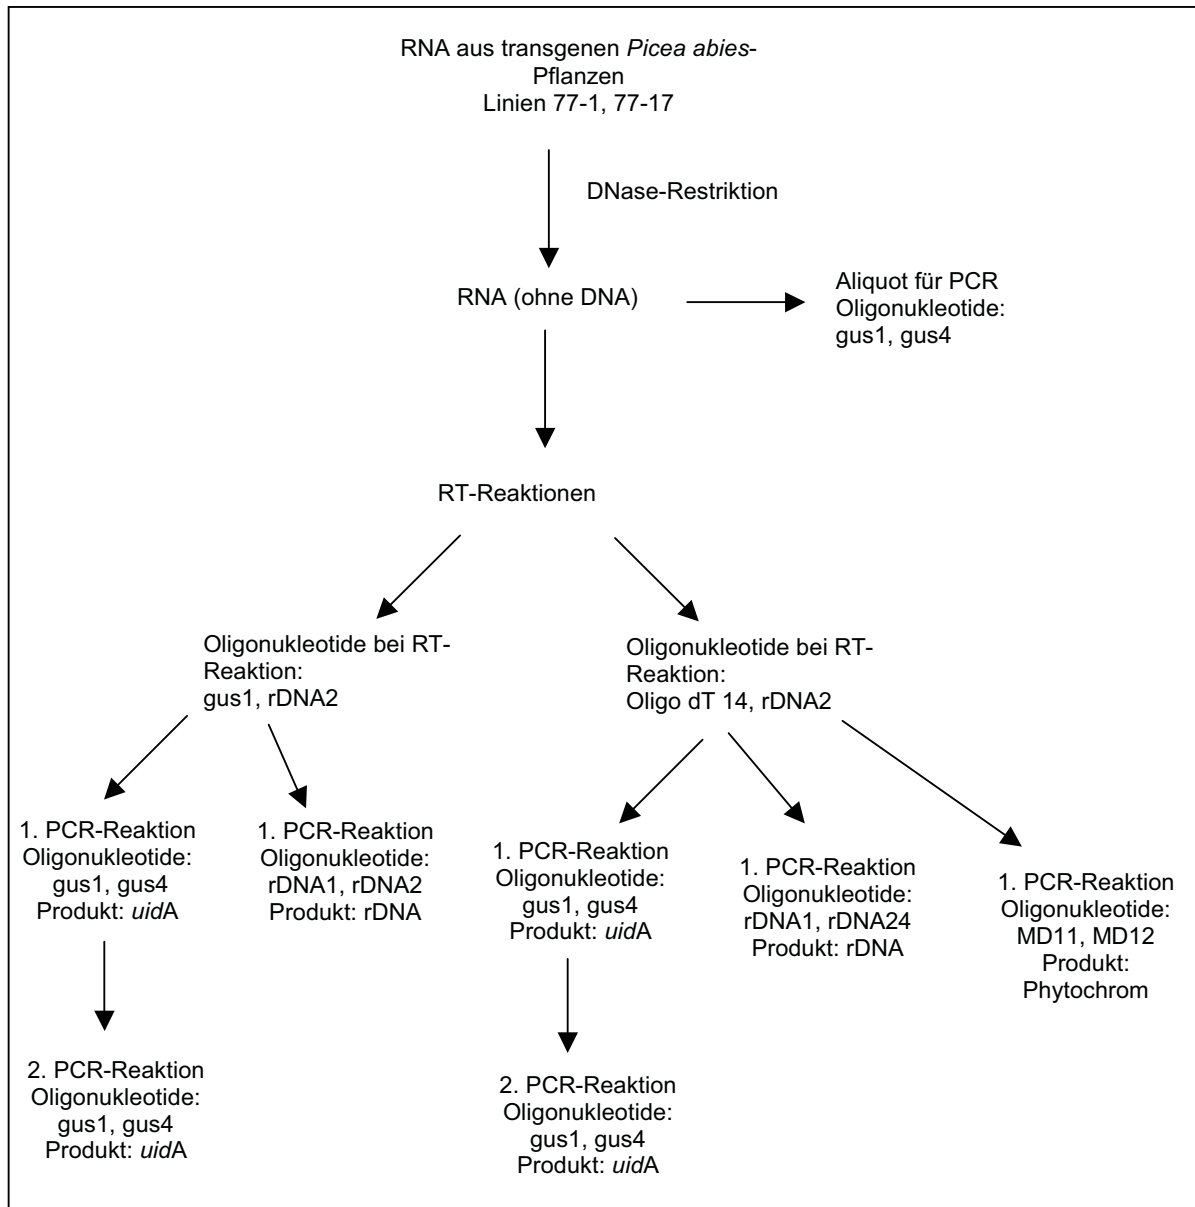 RNA aus transgenen Picea abies-
Pflanzen
Linien 77-1, 77-17
DNase-Restriktion
RNA (ohne DNA)
Aliquot für PCR
Oligonukleotide:
gus1, gus4
RT-Reaktionen
Oligonukleotide bei RT-
Reaktion:
gus1, rDNA2
Oligonukleotide bei RT-
Reaktion:
Oligo dT 14, rDNA2
1. PCR-Reaktion
Oligonukleotide:
gus1, gus4
Produkt: uidA
1. PCR-Reaktion
Oligonukleotide:
rDNA1, rDNA2
Produkt: rDNA
1. PCR-Reaktion
Oligonukleotide:
gus1, gus4
Produkt: uidA
1. PCR-Reaktion
Oligonukleotide:
rDNA1, rDNA24
Produkt: rDNA
1. PCR-Reaktion
Oligonukleotide:
MD11, MD12
Produkt:
Phytochrom
2. PCR-Reaktion
Oligonukleotide:
gus1, gus4
Produkt: uidA
2. PCR-Reaktion
Oligonukleotide:
gus1, gus4
Produkt: uidA